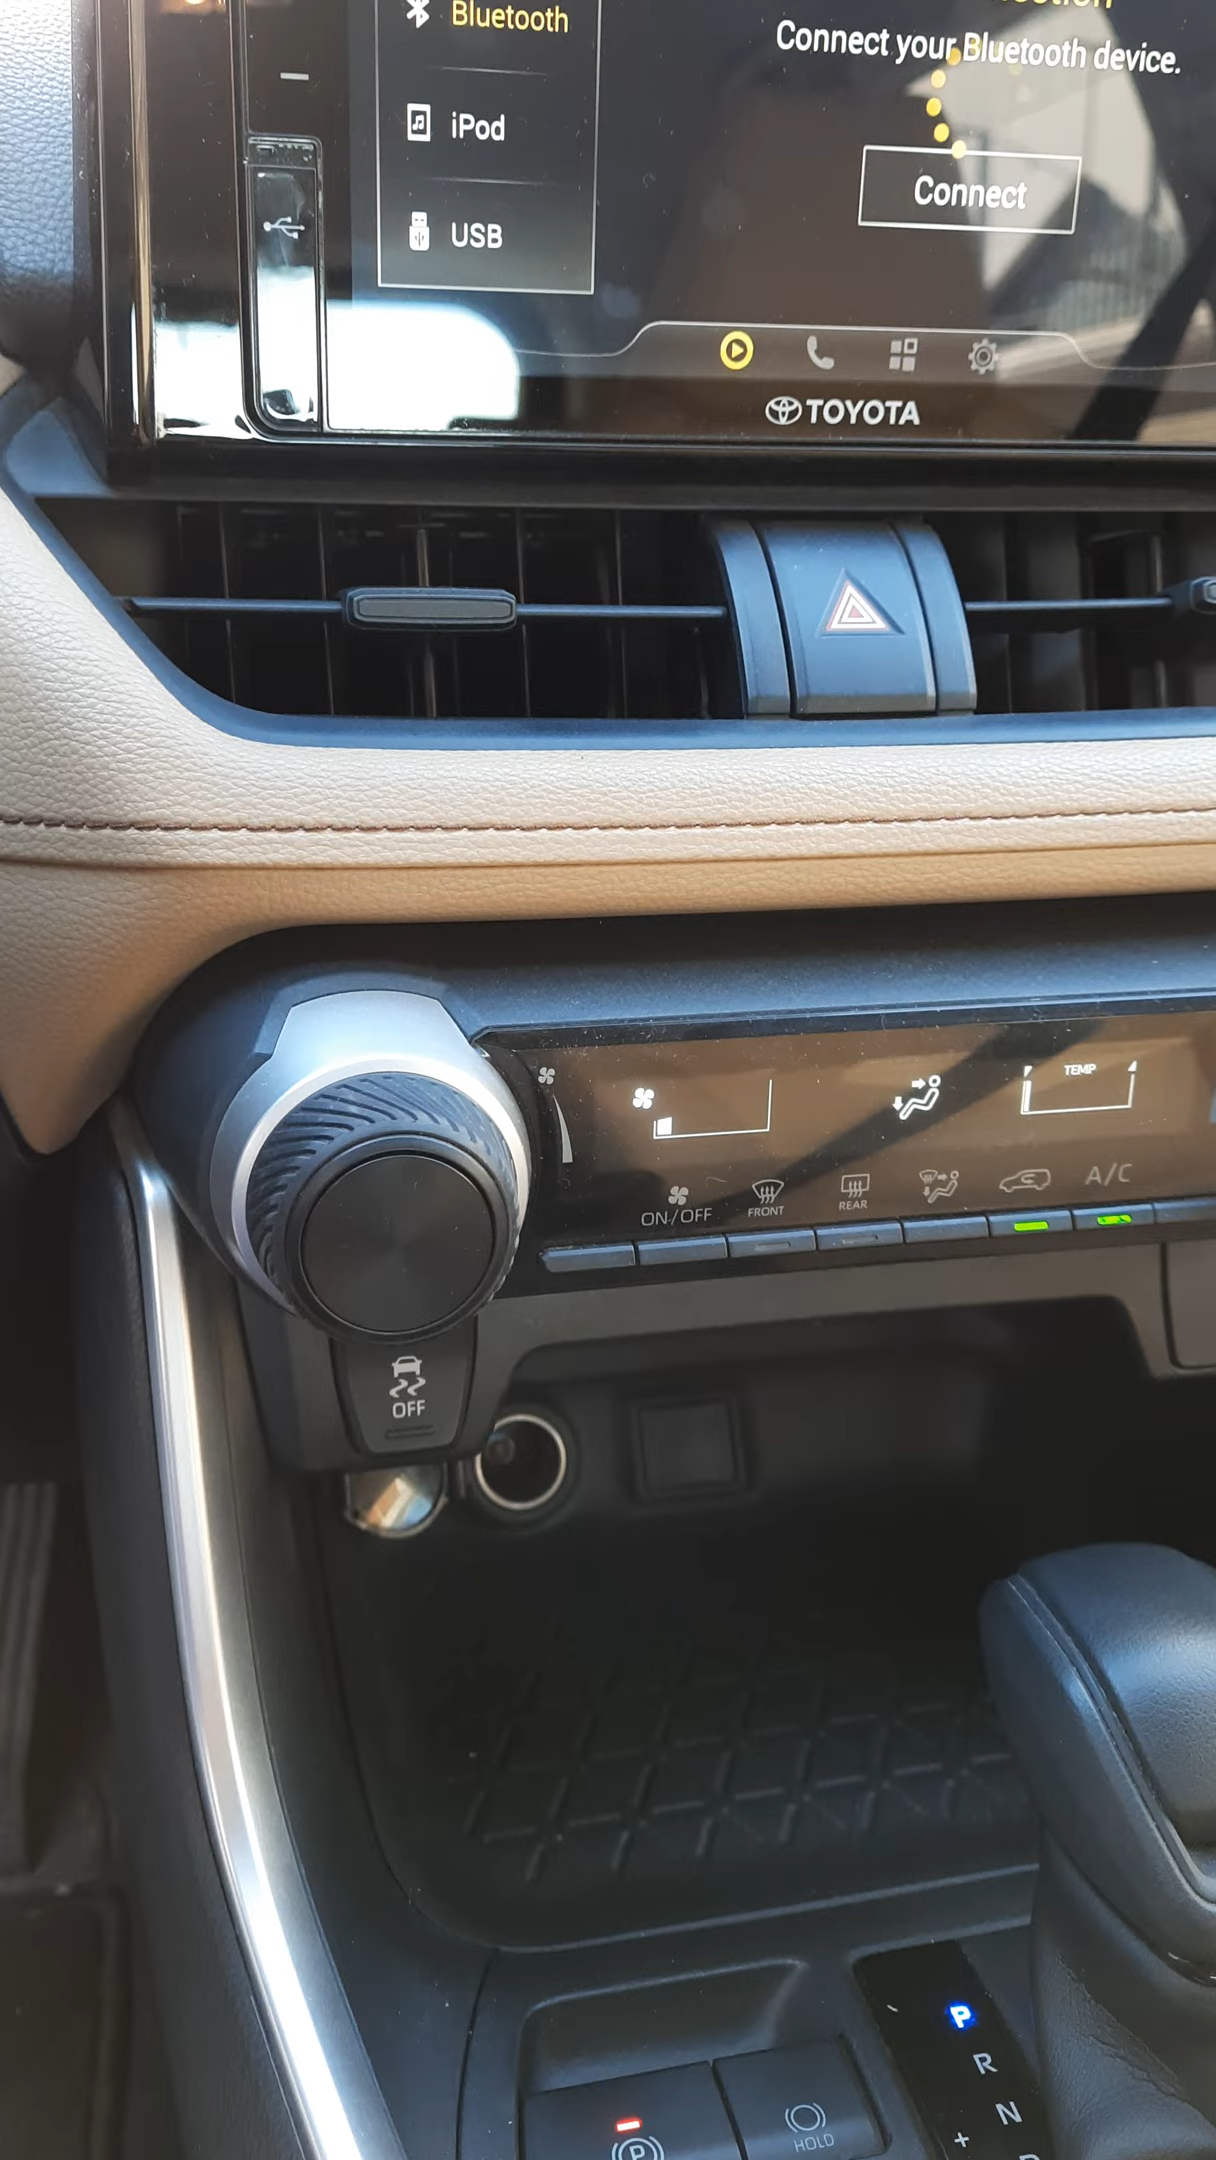 Bluetooth
Connect your Bluetooth device.
iPod
Connect
USB
TOYOTA
TEMP
A/C
ON/OFF
FRONT
REAR
OFF
P
R
N
+
P
HOLD